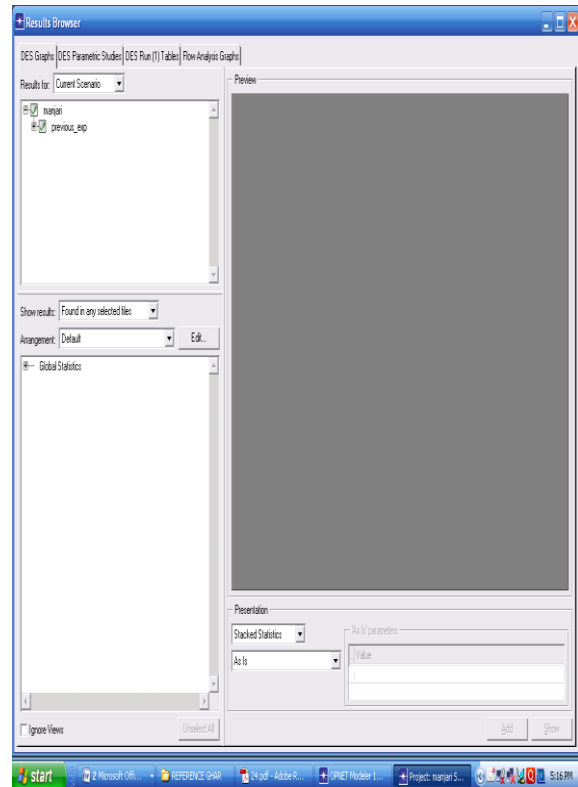 Results Browser
DES Graphs DES Parametric Studies DES Run (1) Tables Flow Analysis Graphs
Results for: Current Scenario
Preview
manjari
previous_exp
Show results: Found in any selected files
Arrangement: Default Edit...
Global Statistics
Presentation
Stacked Statistics
'As Is' parameters
Value
As Is
Ignore Views
Unselect All
Add
Show
start
2 Microsoft Offi...
REFERENCE GHAR
24.pdf - Adobe R...
OPNET Modeler 1...
Project: manjari S...
5:16 PM